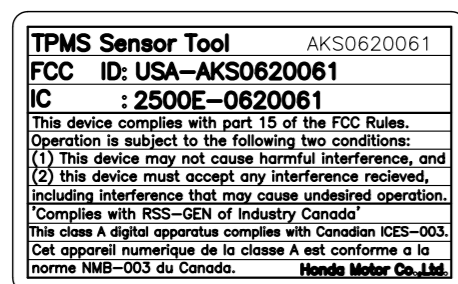 TPMS Sensor Tool AKS0620061
FCC ID: USA-AKS0620061
IC : 2500E-0620061
This device complies with part 15 of the FCC Rules.
Operation is subject to the following two conditions:
(1) This device may not cause harmful interference, and
(2) this device must accept any interference recieved,
including interference that may cause undesired operation.
'Complies with RSS-GEN of Industry Canada'
This class A digital apparatus complies with Canadian ICES-003.
Cet appareil numerique de la classe A est conforme a la
norme NMB-003 du Canada. Honda Motor Co.,Ltd.